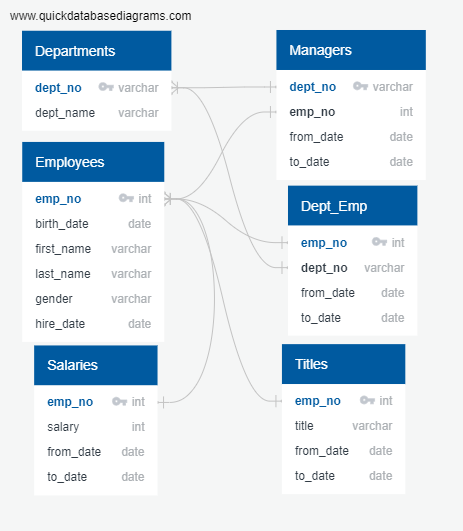 www.quickdatabasediagrams.com
Departments
dept_no varchar
dept_name varchar
Managers
dept_no varchar
emp_no int
from_date date
to_date date
Employees
emp_no int
birth_date date
first_name varchar
last_name varchar
gender varchar
hire_date date
Dept_Emp
emp_no int
dept_no varchar
from_date date
to_date date
Salaries
emp_no int
salary int
from_date date
to_date date
Titles
emp_no int
title varchar
from_date date
to_date date